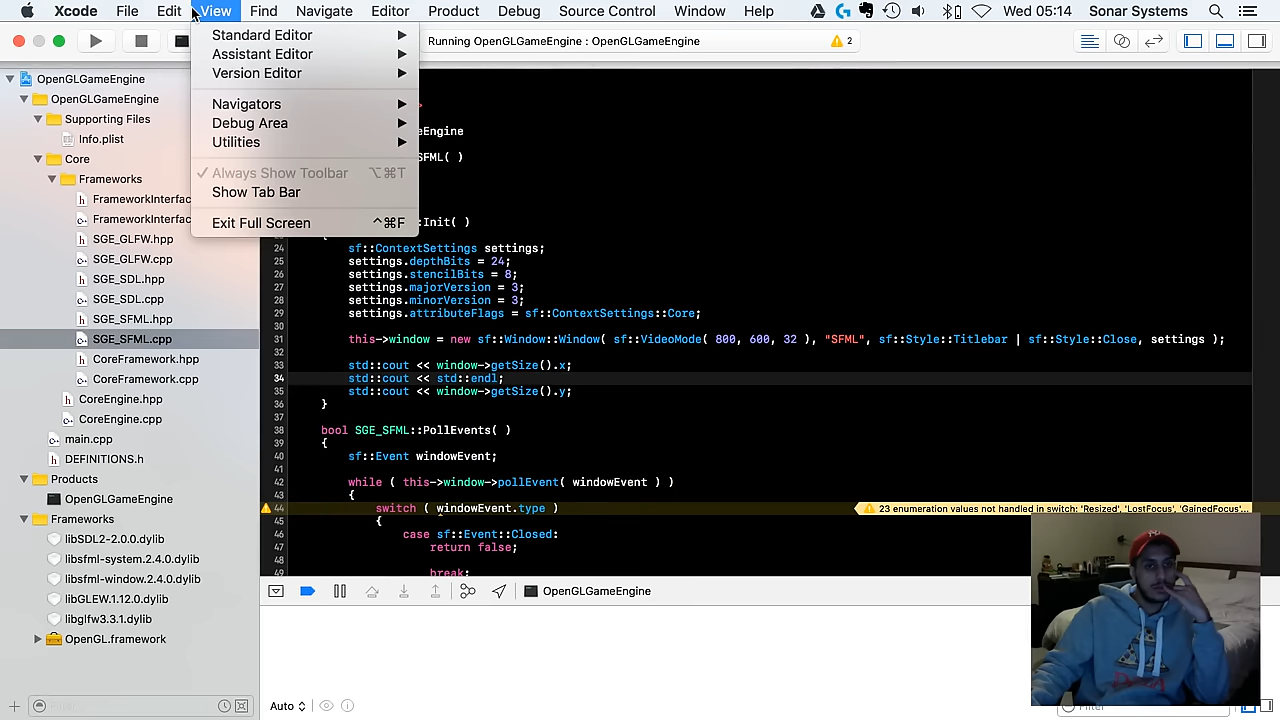 Xcode File Edit View Find Navigate Editor Product Debug Source Control Window Help Wed 05:14 Sonar Systems
Running OpenGLGameEngine : OpenGLGameEngine 2
Standard Editor
Assistant Editor
Version Editor
Navigators
Debug Area
Utilities
Always Show Toolbar ⌥⌘T
Show Tab Bar
Exit Full Screen ^⌘F
OpenGLGameEngine
OpenGLGameEngine
Supporting Files
Info.plist
Core
Frameworks
FrameworkInterfac
FrameworkInterfac
SGE_GLFW.hpp
SGE_GLFW.cpp
SGE_SDL.hpp
SGE_SDL.cpp
SGE_SFML.hpp
SGE_SFML.cpp
CoreFramework.hpp
CoreFramework.cpp
CoreEngine.hpp
CoreEngine.cpp
main.cpp
DEFINITIONS.h
Products
OpenGLGameEngine
Frameworks
libSDL2-2.0.0.dylib
libsfml-system.2.4.0.dylib
libsfml-window.2.4.0.dylib
libGLEW.1.12.0.dylib
libglfw3.3.1.dylib
OpenGL.framework
>
eEngine
SFML( )
:Init( )
{
24 sf::ContextSettings settings;
25 settings.depthBits = 24;
26 settings.stencilBits = 8;
27 settings.majorVersion = 3;
28 settings.minorVersion = 3;
29 settings.attributeFlags = sf::ContextSettings::Core;
30
31 this->window = new sf::Window::Window( sf::VideoMode( 800, 600, 32 ), "SFML", sf::Style::Titlebar | sf::Style::Close, settings );
32
33 std::cout << window->getSize().x;
34 std::cout << std::endl;
35 std::cout << window->getSize().y;
36 }
37
38 bool SGE_SFML::PollEvents( )
39 {
40 sf::Event windowEvent;
41
42 while ( this->window->pollEvent( windowEvent ) )
43 {
44 switch ( windowEvent.type ) 23 enumeration values not handled in switch: 'Resized', 'LostFocus', 'GainedFocus'...
45 {
46 case sf::Event::Closed:
47 return false;
48
49 break;
OpenGLGameEngine
Auto
Filter
Filter